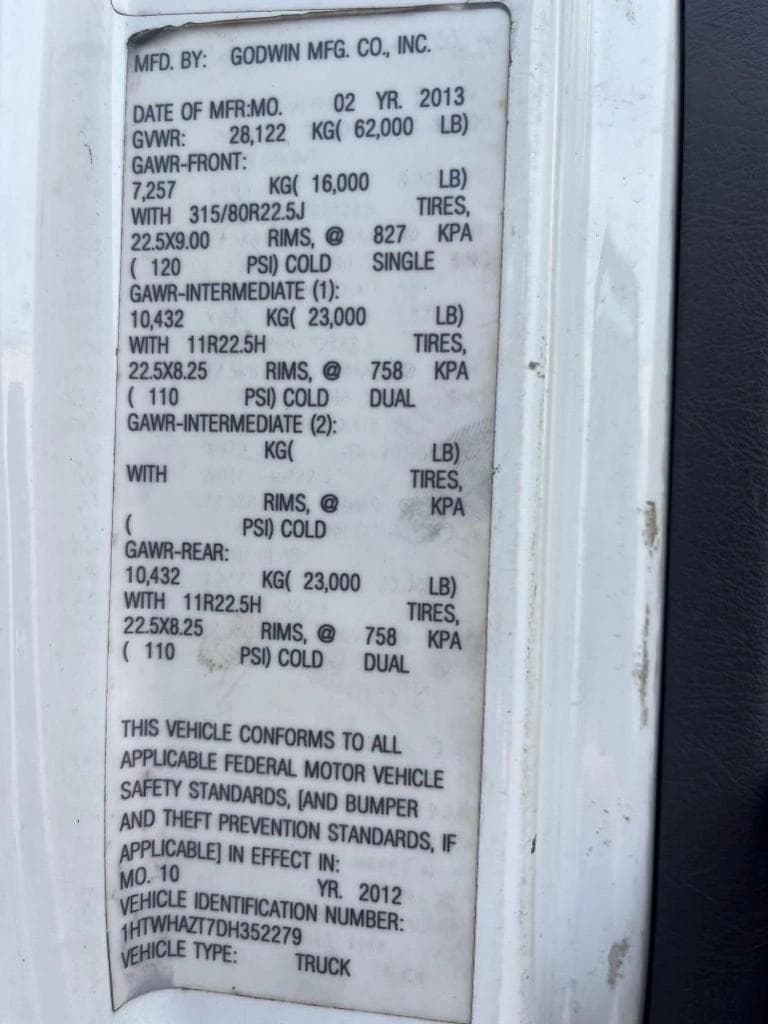 MFD. BY: GODWIN MFG. CO., INC.
DATE OF MFR:MO. 02 YR. 2013
GVWR: 28,122 KG( 62,000 LB)
GAWR-FRONT:
7,257 KG( 16,000 LB)
WITH 315/80R22.5J TIRES,
22.5X9.00 RIMS, @ 827 KPA
( 120 PSI) COLD SINGLE
GAWR-INTERMEDIATE (1):
10,432 KG( 23,000 LB)
WITH 11R22.5H TIRES,
22.5X8.25 RIMS, @ 758 KPA
( 110 PSI) COLD DUAL
GAWR-INTERMEDIATE (2):
KG( LB)
WITH TIRES,
RIMS, @ KPA
( PSI) COLD
GAWR-REAR:
10,432 KG( 23,000 LB)
WITH 11R22.5H TIRES,
22.5X8.25 RIMS, @ 758 KPA
( 110 PSI) COLD DUAL
THIS VEHICLE CONFORMS TO ALL
APPLICABLE FEDERAL MOTOR VEHICLE
SAFETY STANDARDS, [AND BUMPER
AND THEFT PREVENTION STANDARDS, IF
APPLICABLE] IN EFFECT IN:
MO. 10 YR. 2012
VEHICLE IDENTIFICATION NUMBER:
1HTWHAZT7DH352279
VEHICLE TYPE: TRUCK